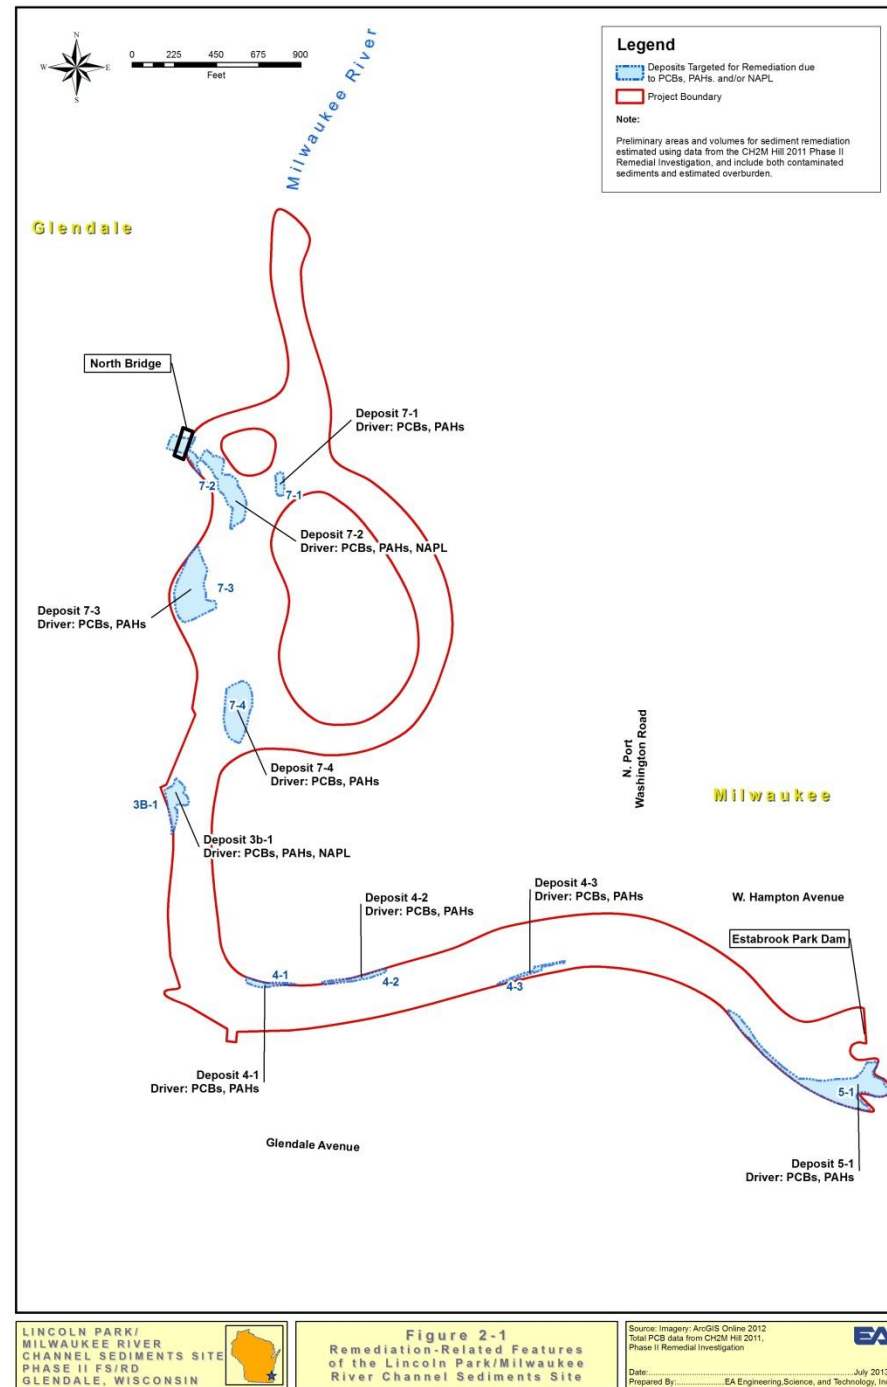 N
W
E
S
0 225 450 675 900
Feet
Milwaukee River
Legend
Deposits Targeted for Remediation due
to PCBs, PAHs. and/or NAPL
Project Boundary
Note:
Preliminary areas and volumes for sediment remediation
estimated using data from the CH2M Hill 2011 Phase II
Remedial Investigation, and include both contaminated
sediments and estimated overburden.
Glendale
North Bridge
Deposit 7-1
Driver: PCBs, PAHs
7-2
7-1
Deposit 7-2
Driver: PCBs, PAHs, NAPL
7-3
Deposit 7-3
Driver: PCBs, PAHs
7-4
Deposit 7-4
Driver: PCBs, PAHs
N. Port
Washington Road
Milwaukee
3B-1
Deposit 3b-1
Driver: PCBs, PAHs, NAPL
Deposit 4-2
Driver: PCBs, PAHs
Deposit 4-3
Driver: PCBs, PAHs
W. Hampton Avenue
Estabrook Park Dam
4-1
4-2
4-3
Deposit 4-1
Driver: PCBs, PAHs
5-1
Glendale Avenue
Deposit 5-1
Driver: PCBs, PAHs
LINCOLN PARK/
MILWAUKEE RIVER
CHANNEL SEDIMENTS SITE
PHASE II FS/RD
GLENDALE, WISCONSIN
Figure 2-1
Remediation-Related Features
of the Lincoln Park/Milwaukee
River Channel Sediments Site
Source: Imagery: ArcGIS Online 2012
Total PCB data from CH2M Hill 2011,
Phase II Remedial Investigation
EA
Date:..........July 2013
Prepared By:..........EA Engineering,Science, and Technology, Inc